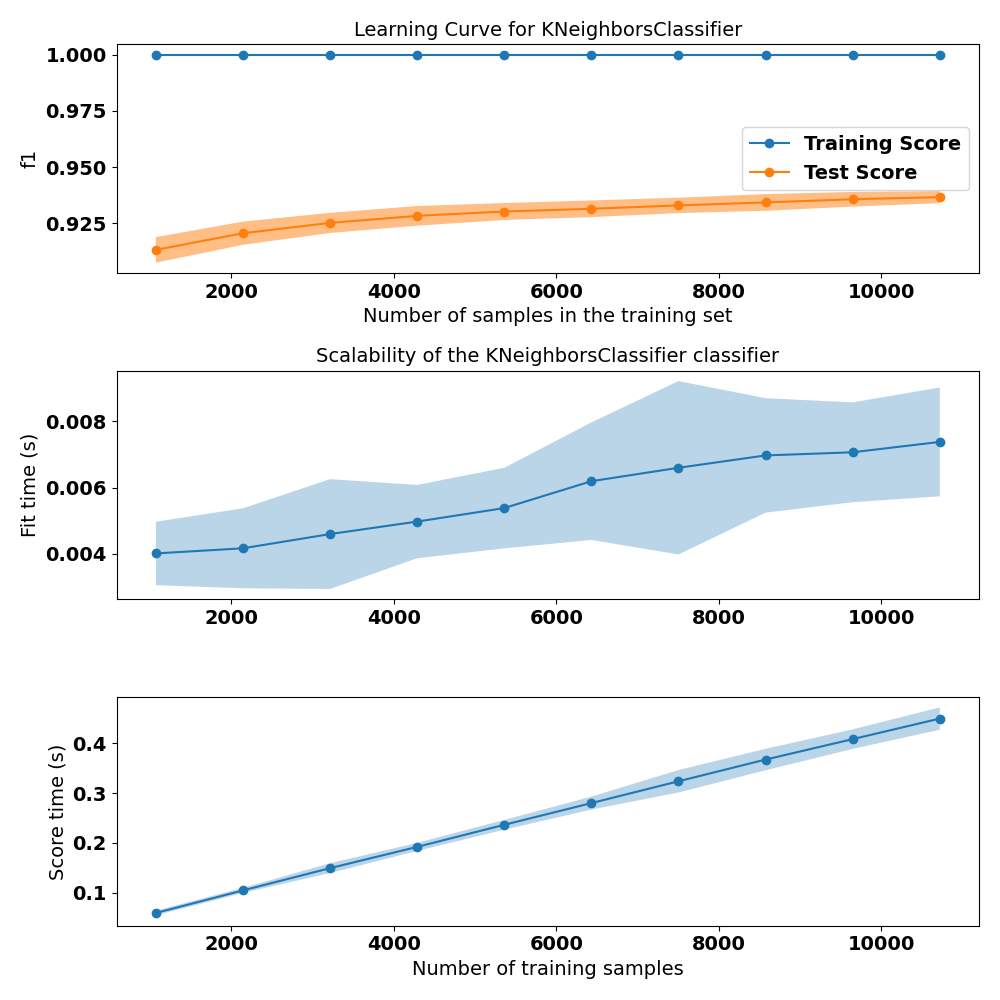 Learning Curve for KNeighborsClassifier
1.000
0.975
0.950
0.925
f1
Training Score
Test Score
2000 4000 6000 8000 10000
Number of samples in the training set
Scalability of the KNeighborsClassifier classifier
0.008
0.006
0.004
Fit time (s)
2000 4000 6000 8000 10000
0.4
0.3
0.2
0.1
Score time (s)
2000 4000 6000 8000 10000
Number of training samples